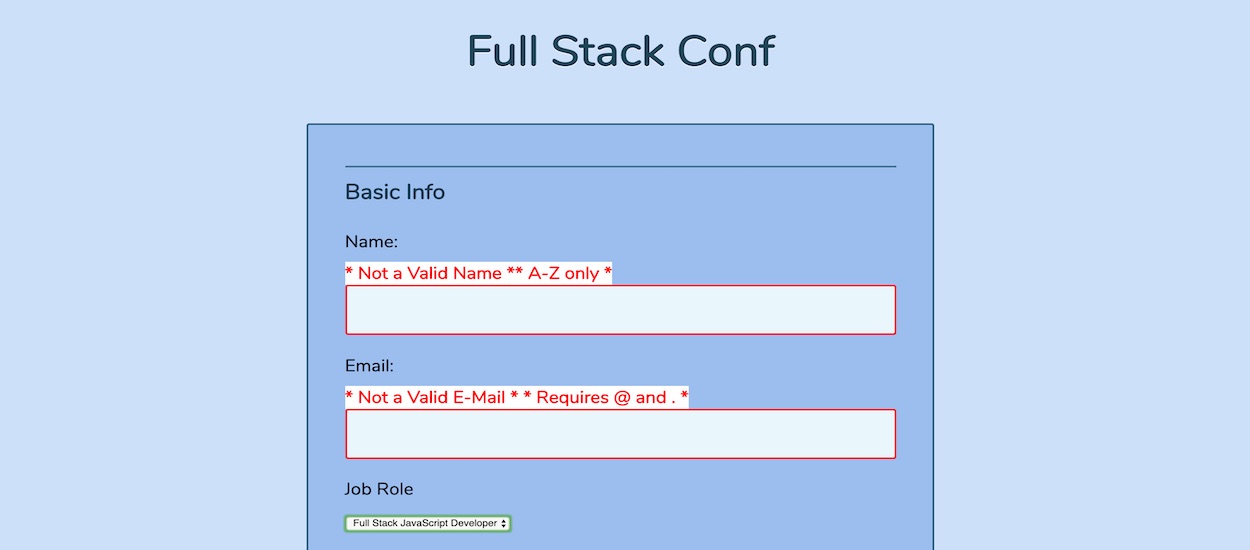 Full Stack Conf
Basic Info
Name:
* Not a Valid Name ** A-Z only *
Email:
* Not a Valid E-Mail * * Requires @ and . *
Job Role
Full Stack JavaScript Developer